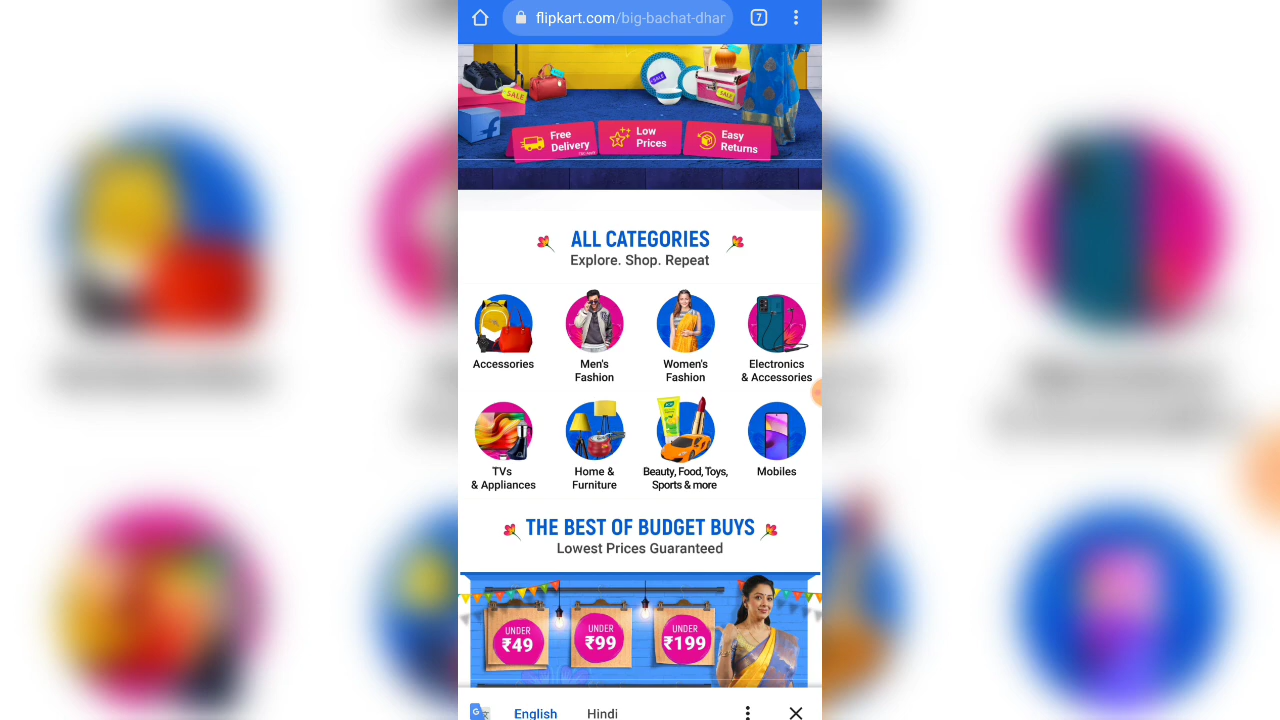 flipkart.com/big-bachat-dhar
7
SALE
SALE
SALE
Free
Delivery
Low
Prices
Easy
Returns
ALL CATEGORIES
Explore. Shop. Repeat
Accessories
Men's
Fashion
Women's
Fashion
Electronics
& Accessories
TVs
& Appliances
Home &
Furniture
Beauty, Food, Toys,
Sports & more
Mobiles
THE BEST OF BUDGET BUYS
Lowest Prices Guaranteed
UNDER
₹49
UNDER
₹99
UNDER
₹199
English
Hindi